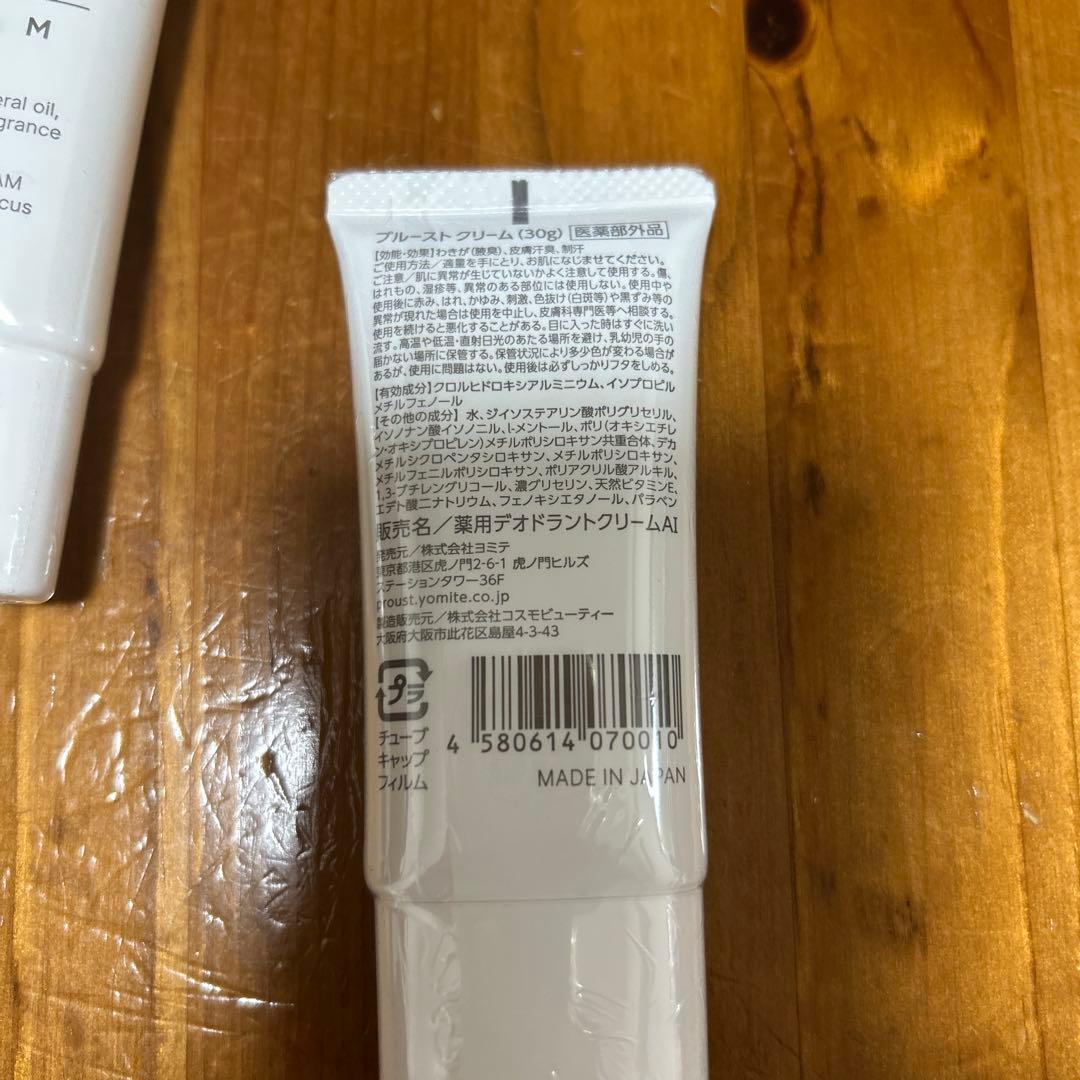 M
eral oil,
grance
AM
cus
プルースト クリーム (30g) 医薬部外品
【効能・効果】わきが(腋臭)、皮膚汗臭、制汗
ご使用方法/適量を手にとり、お肌になじませてください。
ご注意/肌に異常が生じていないかよく注意して使用する。傷、
はれもの、湿疹等、異常のある部位には使用しない。使用中や
使用後に赤み、はれ、かゆみ、刺激、色抜け(白斑等)や黒ずみ等の
異常が現れた場合は使用を中止し、皮膚科専門医等へ相談する。
使用を続けると悪化することがある。目に入った時はすぐに洗い
流す。高温や低温・直射日光のあたる場所を避け、乳幼児の手の
届かない場所に保管する。保管状況により多少色が変わる場合が
あるが、使用に問題はない。使用後は必ずしっかりフタをしめる。
【有効成分】クロルヒドロキシアルミニウム、イソプロピル
メチルフェノール
【その他の成分】水、ジイソステアリン酸ポリグリセリル、
イソノナン酸イソノニル、l-メントール、ポリ(オキシエチレ
ン・オキシプロピレン)メチルポリシロキサン共重合体、デカ
メチルシクロペンタシロキサン、メチルポリシロキサン、
メチルフェニルポリシロキサン、ポリアクリル酸アルキル、
1,3-ブチレングリコール、濃グリセリン、天然ビタミンE、
エデト酸二ナトリウム、フェノキシエタノール、パラベン
販売名/薬用デオドラントクリームAI
発売元/株式会社ヨミテ
東京都港区虎ノ門2-6-1 虎ノ門ヒルズ
ステーションタワー36F
proust.yomite.co.jp
製造販売元/株式会社コスモビューティー
大阪府大阪市此花区島屋4-3-43
プラ
チューブ
キャップ
フィルム
4 580614 070010
MADE IN JAPAN